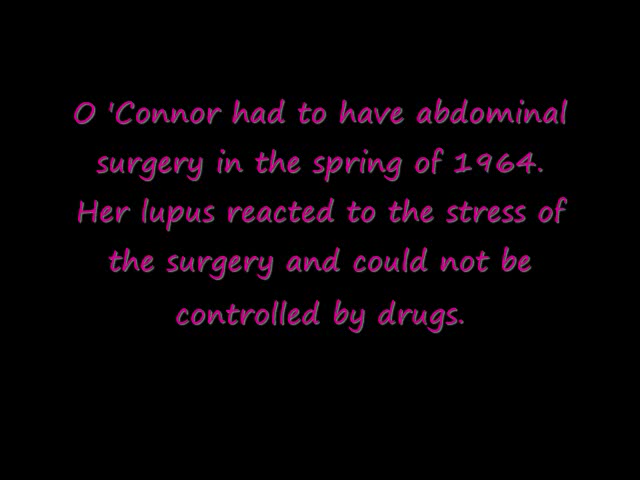 O 'Connor had to have abdominal
surgery in the spring of 1964.
Her lupus reacted to the stress of
the surgery and could not be
controlled by drugs.